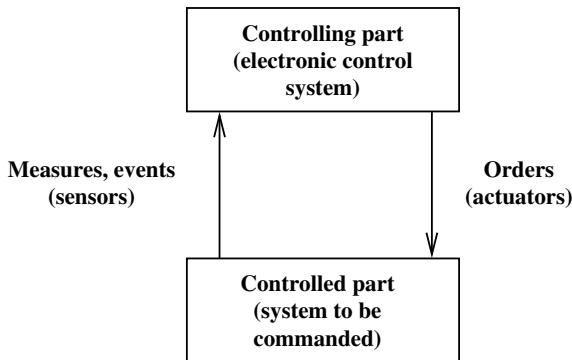 Controlling part
(electronic control
system)
Measures, events
(sensors)
Orders
(actuators)
Controlled part
(system to be
commanded)